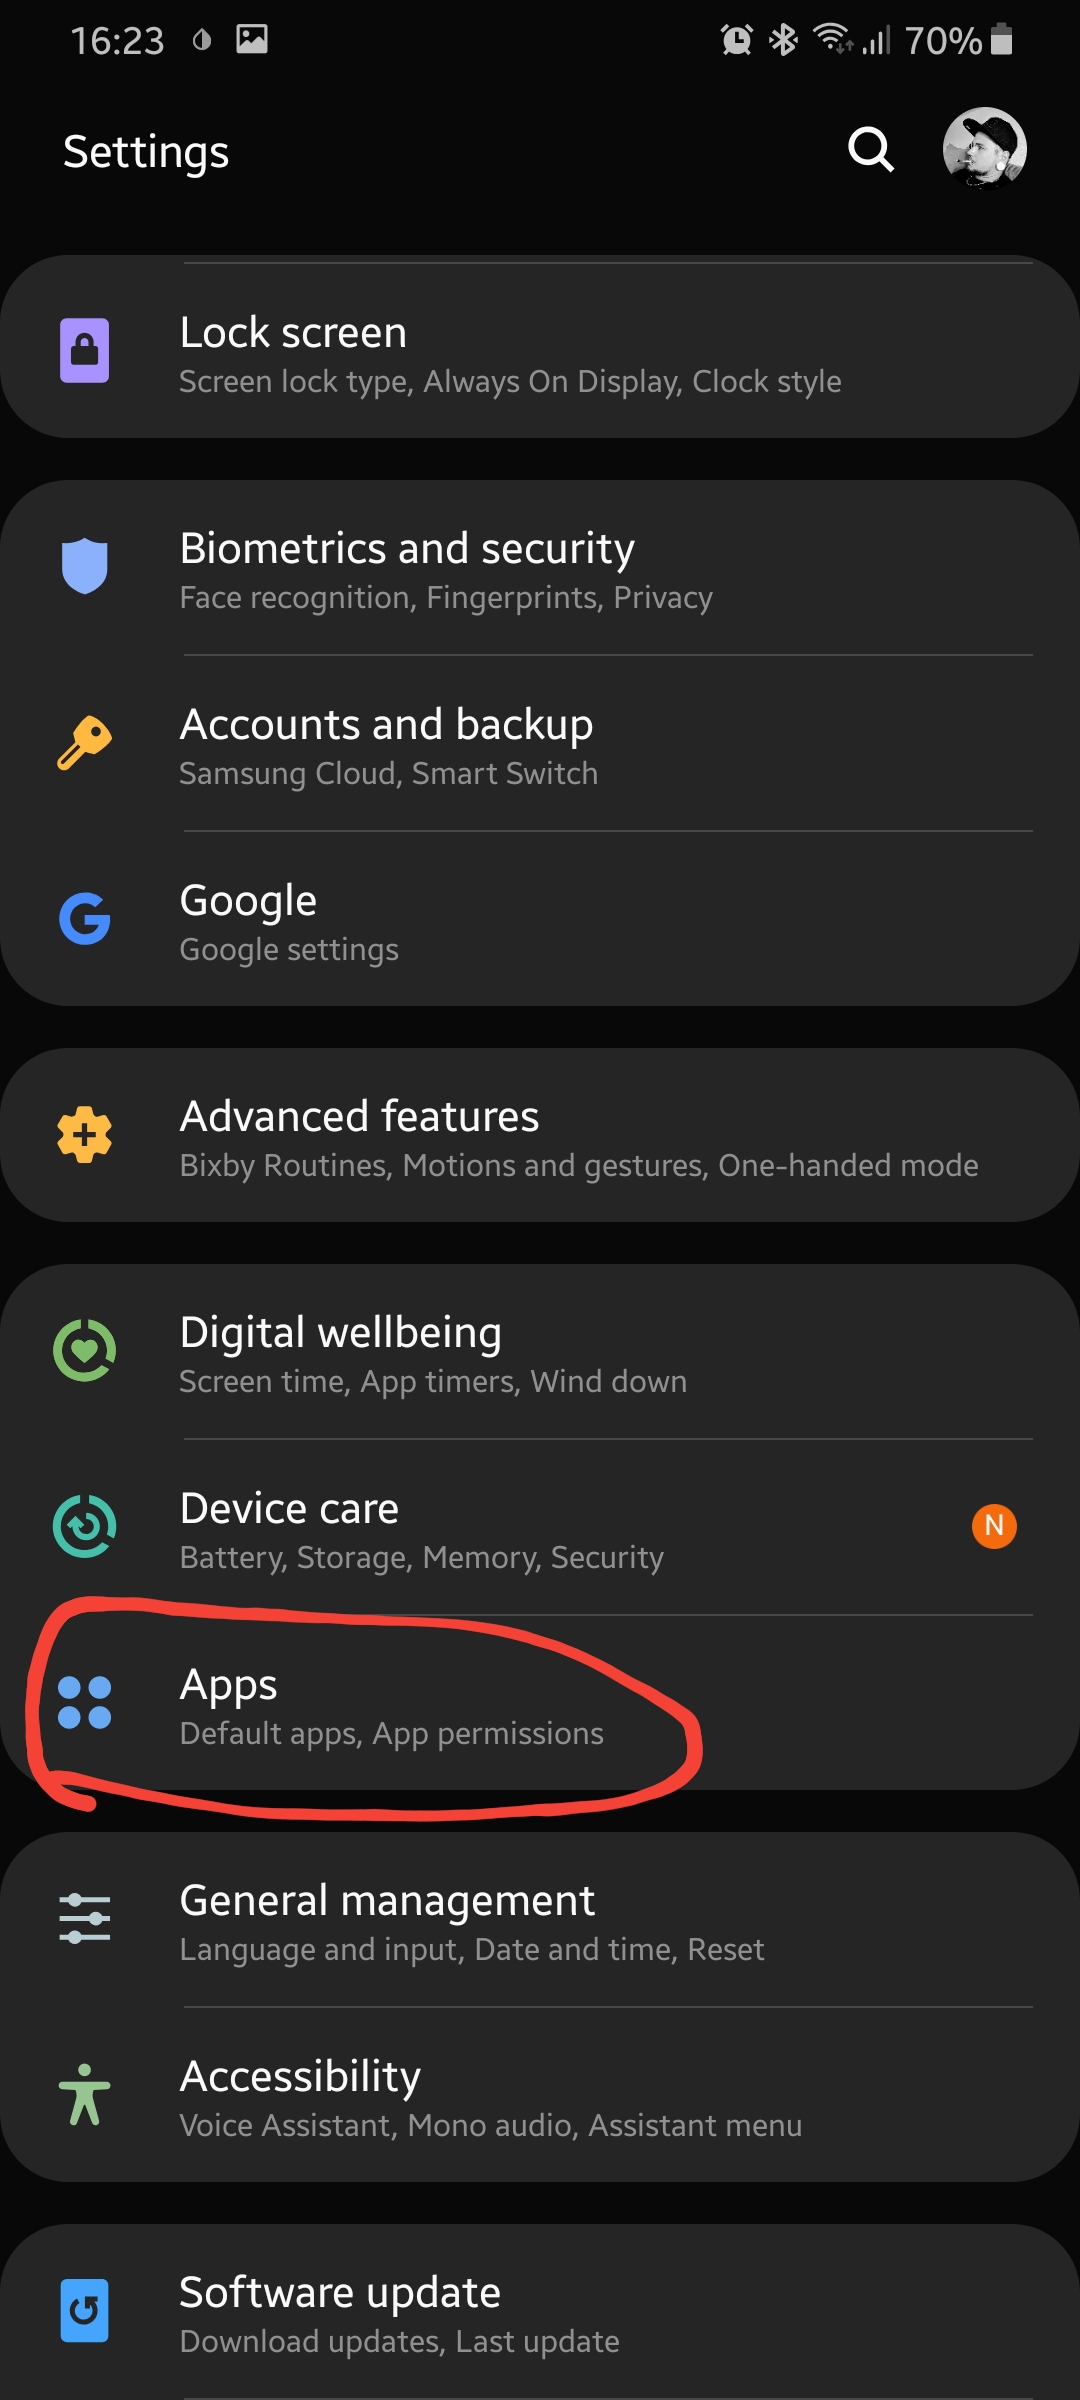 16:23 70%
Settings
Lock screen
Screen lock type, Always On Display, Clock style
Biometrics and security
Face recognition, Fingerprints, Privacy
Accounts and backup
Samsung Cloud, Smart Switch
Google
Google settings
Advanced features
Bixby Routines, Motions and gestures, One-handed mode
Digital wellbeing
Screen time, App timers, Wind down
Device care
Battery, Storage, Memory, Security
N
Apps
Default apps, App permissions
General management
Language and input, Date and time, Reset
Accessibility
Voice Assistant, Mono audio, Assistant menu
Software update
Download updates, Last update